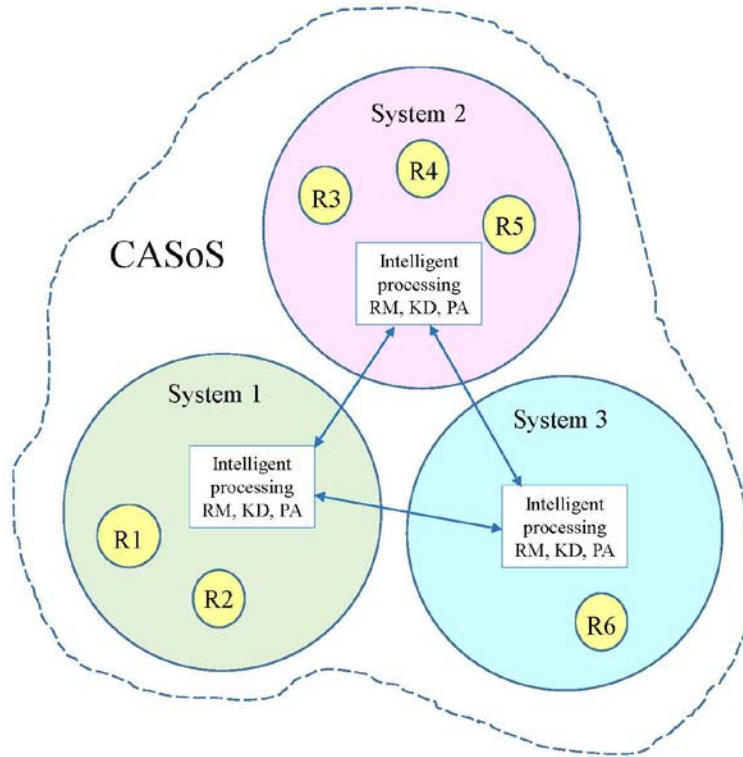 System 2
R3
R4
R5
Intelligent
processing
RM, KD, PA
CASoS
System 1
Intelligent
processing
RM, KD, PA
R1
R2
System 3
Intelligent
processing
RM, KD, PA
R6